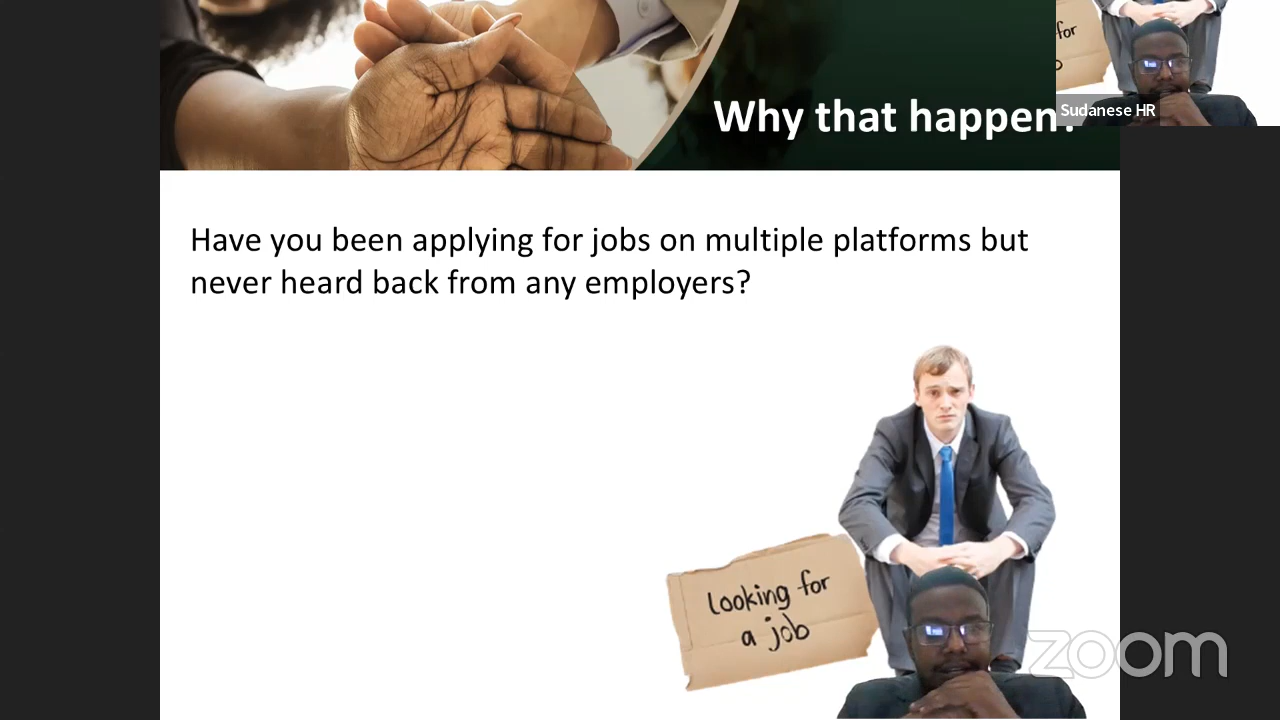 Why that happen?
for
Sudanese HR
Have you been applying for jobs on multiple platforms but
never heard back from any employers?
Looking for
a job
zoom